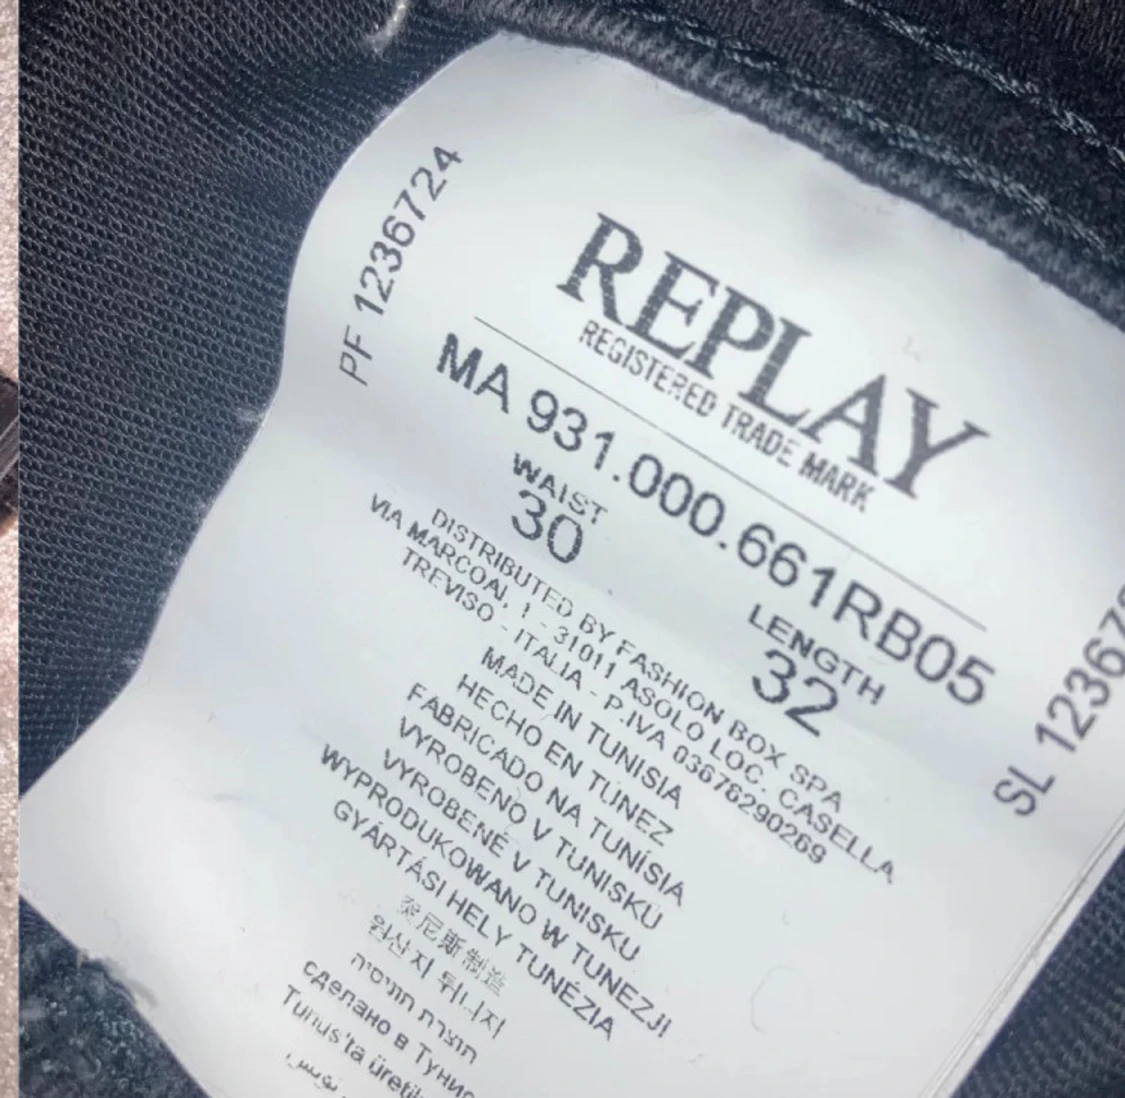 PF 1236724
REPLAY
REGISTERED TRADE MARK
MA 931.000.661RB05
WAIST
30
LENGTH
32
DISTRIBUTED BY FASHION BOX SPA
VIA MARCOAI, 1 - 31011 ASOLO LOC. CASELLA
TREVISO - ITALIA - P.IVA 03676290269
MADE IN TUNISIA
HECHO EN TUNEZ
FABRICADO NA TUNÍSIA
VYROBENO V TUNISKU
VYROBENÉ V TUNISKU
WYPRODUKOWANO W TUNEZJI
GYÁRTÁSI HELY TUNÉZIA
突尼斯制造
원산지 튀니지
תוצרת תוניסיה
сделано в Тунис
Tunus'ta üretil
SL 12367